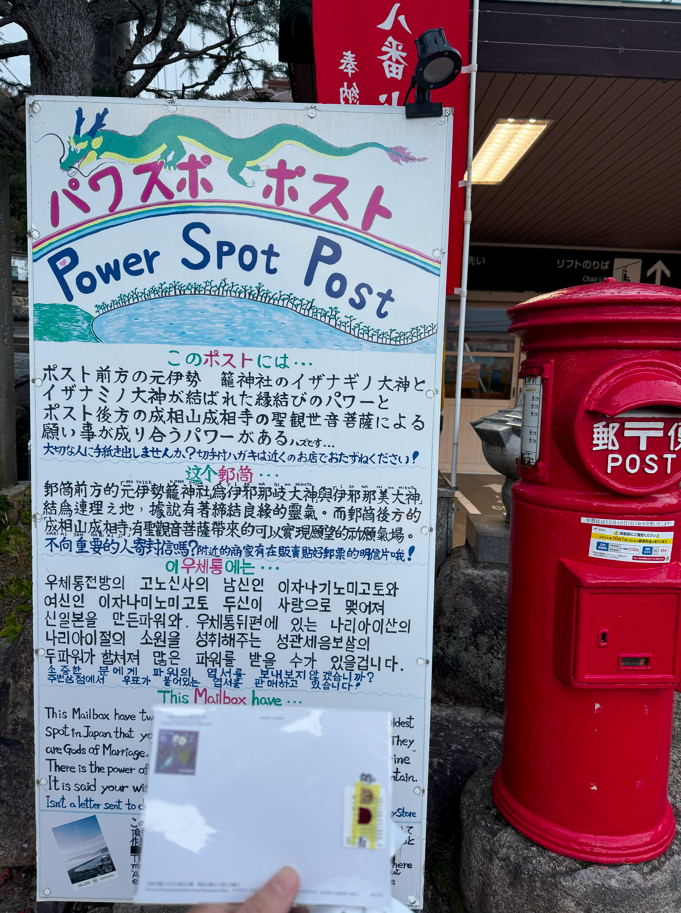 八番
奉納
パワスポ ポスト
Power Spot Post
洗い
リフトのりば
Chair Li
このポストには…
ポスト前方の元伊勢 籠神社のイザナギノ大神と
イザナミノ大神が結ばれた縁結びのパワーと
ポスト後方の成相山成相寺の聖観世音菩薩による
願い事が成り合うパワーがあるハズです…
大切な人に手紙を出しませんか?切手付ハガキは近くのお店でおたずねください!
這个郵筒…
郵筒前方的元伊勢籠神社為伊邪那岐大神與伊邪那美大神
結為連理之地，據說有著締結良緣的靈氣。而郵筒後方的
成相山成相寺有聖觀音菩薩帶來的可以實現願望的祈願氣場。
不向重要的人寄封信嗎?附近的商家有在販賣貼好郵票的明信片哦!
이우체통에는…
우체통전방의 고노신사의 남신인 이자나기노미고토와
여신인 이자나미노미고토 두신이 사랑으로 맺어져
신일본을 만든파워와. 우체통뒤편에 있는 나리아이산의
나리아이절의 소원을 성취해주는 성관세음보살의
두파워가 합쳐져 많은 파워를 받을 수가 있을겁니다.
소중한 분에게 파워의 엽서를 보내보지않겠습니까?
주변상점에서 우표가 붙어있는 엽서를 판매하고 있습니다!
This Mailbox have …
This Mailbox have tw
ldest
spot in Japan that yo
They
are Gods of Marriage.
rine
There is the power of
ntain.
It is said your wis
Isn't a letter sent to d
Store
郵〒便
POST